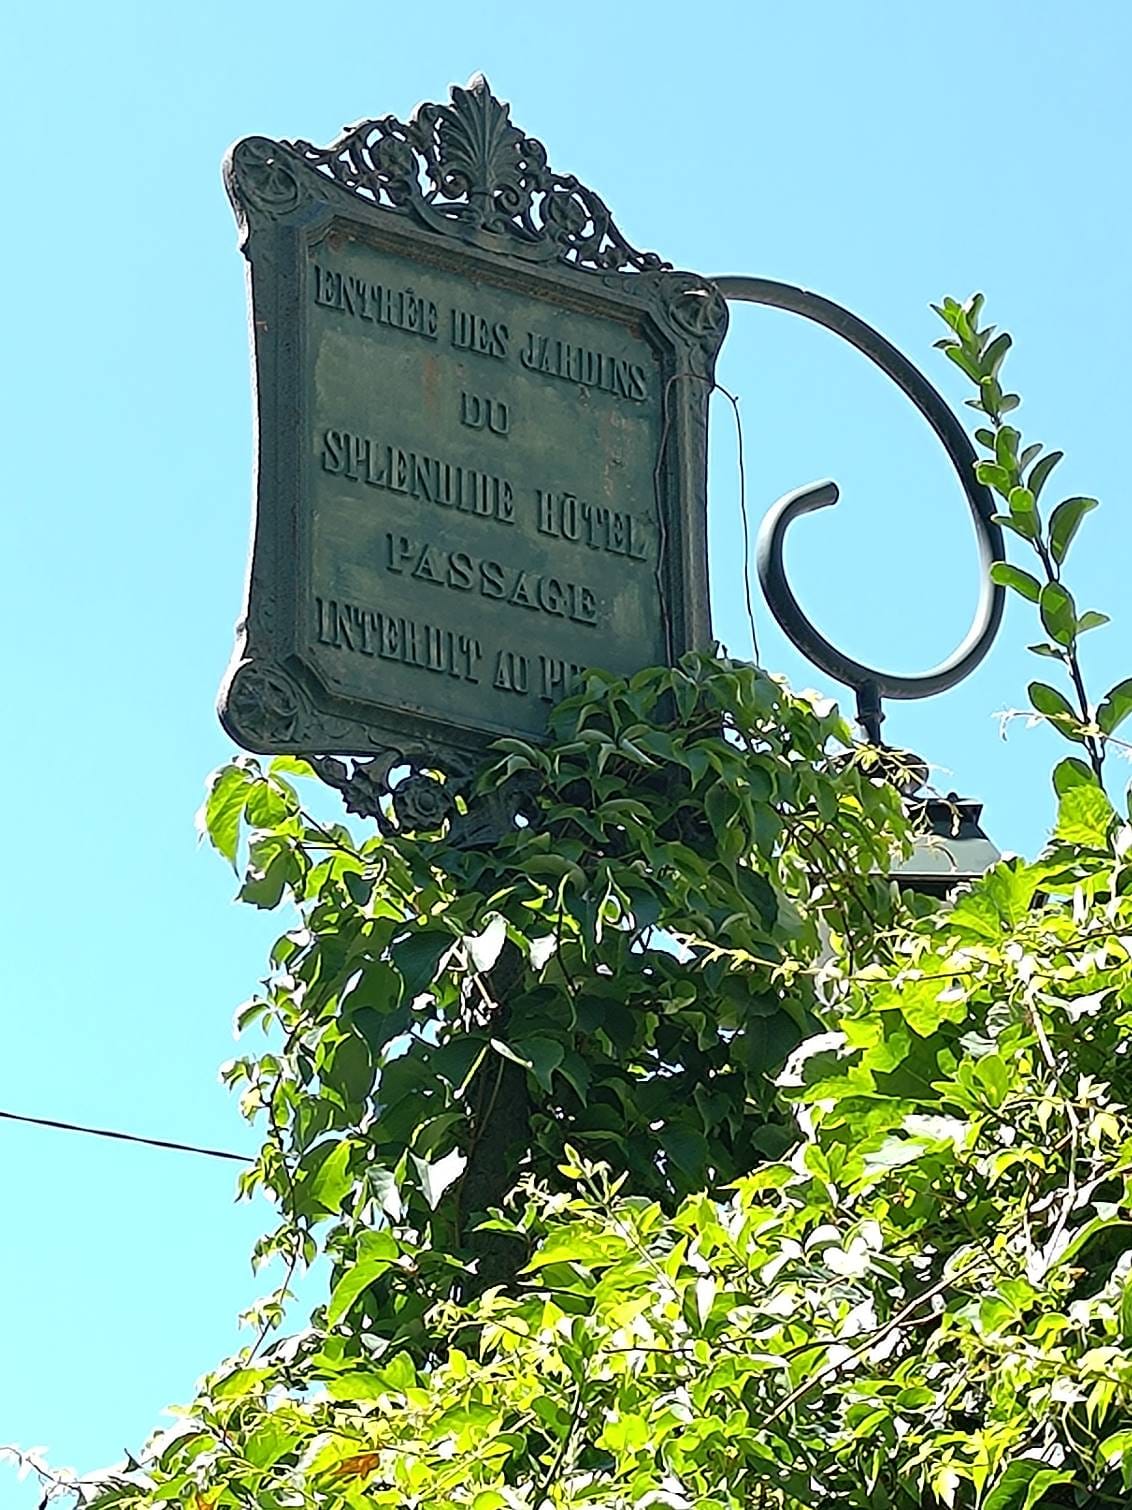 ENTRÉE DES JARDINS
DU
SPLENDIDE HÔTEL
PASSAGE
INTERDIT AU